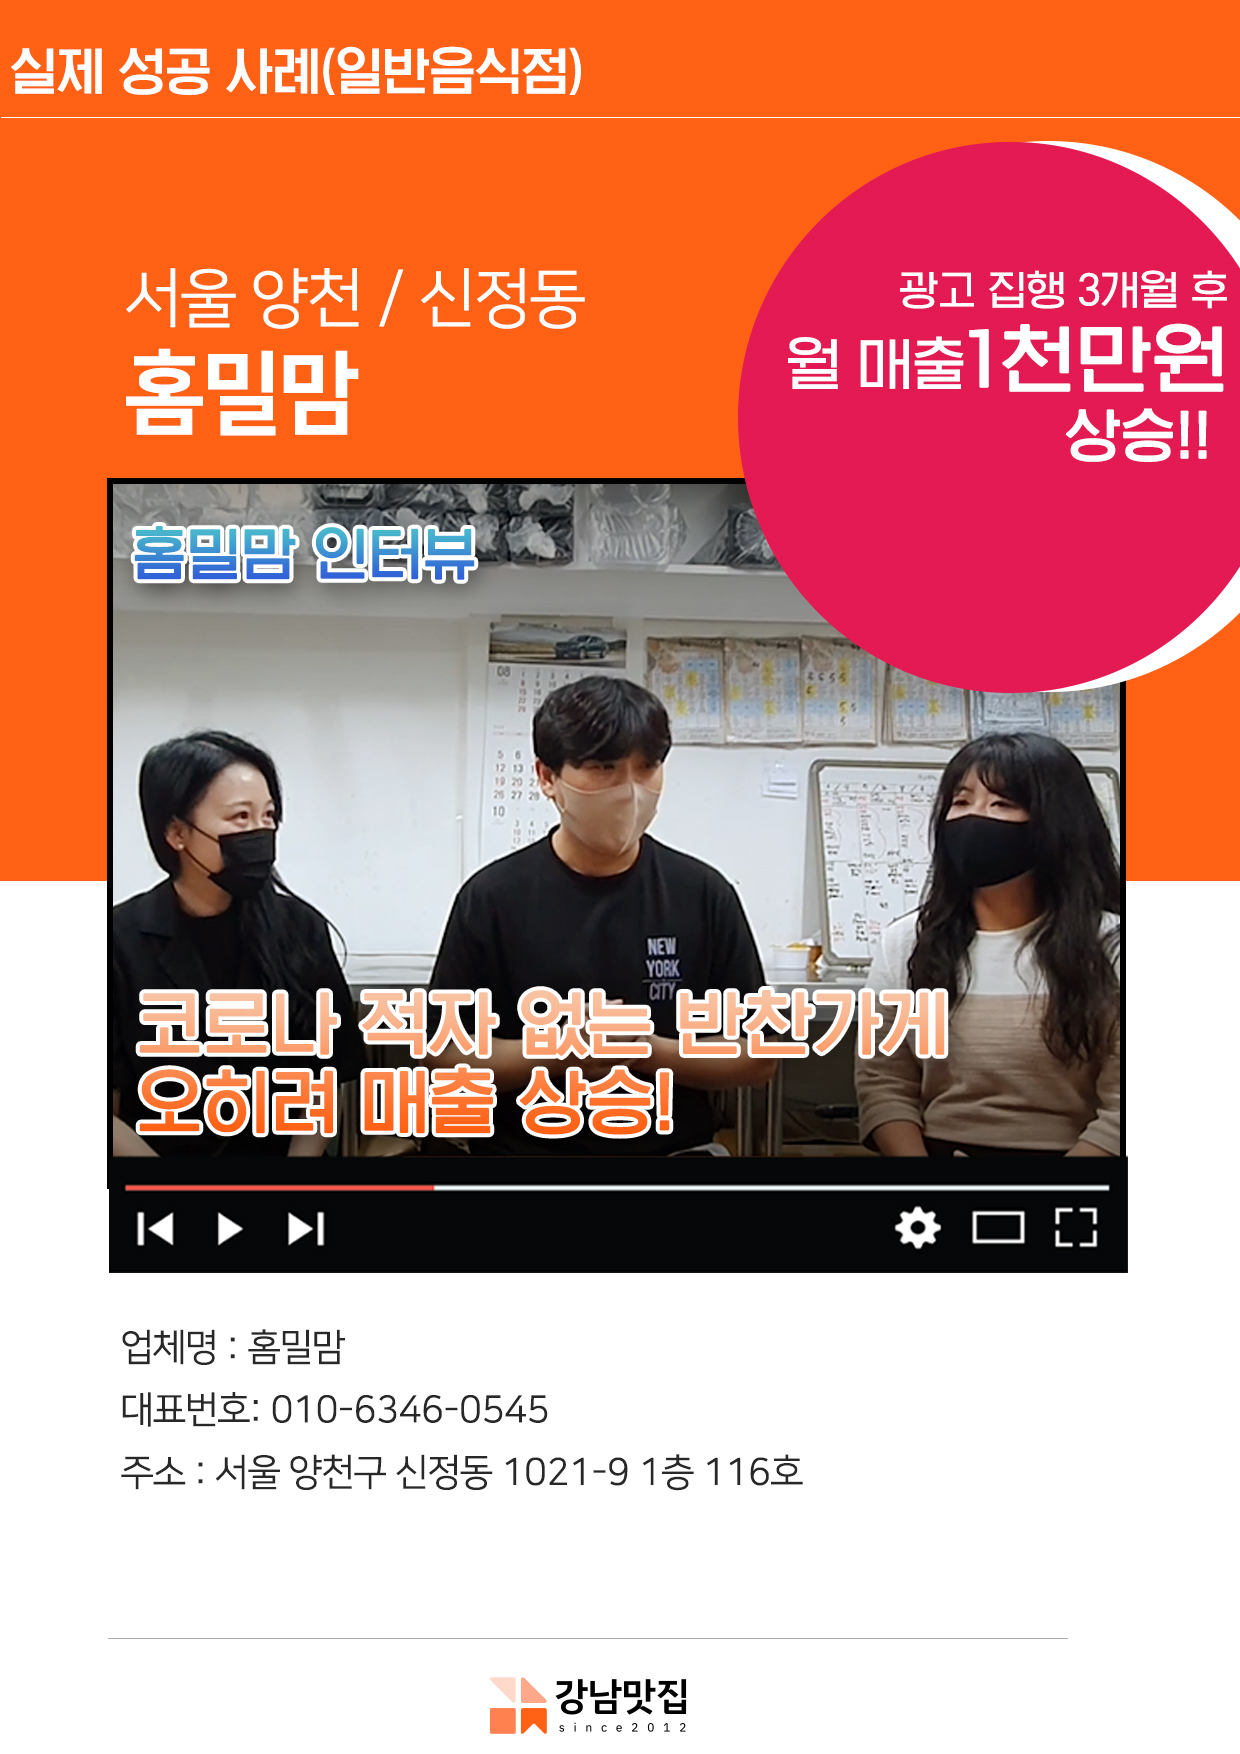 실제 성공 사례(일반음식점)
서울 양천 / 신정동
홈밀맘
광고 집행 3개월 후
월 매출1천만원
상승!!
홈밀맘 인터뷰
NEW
YORK
CITY
코로나 적자 없는 반찬가게
오히려 매출 상승!
업체명 : 홈밀맘
대표번호: 010-6346-0545
주소 : 서울 양천구 신정동 1021-9 1층 116호
강남맛집
since2012